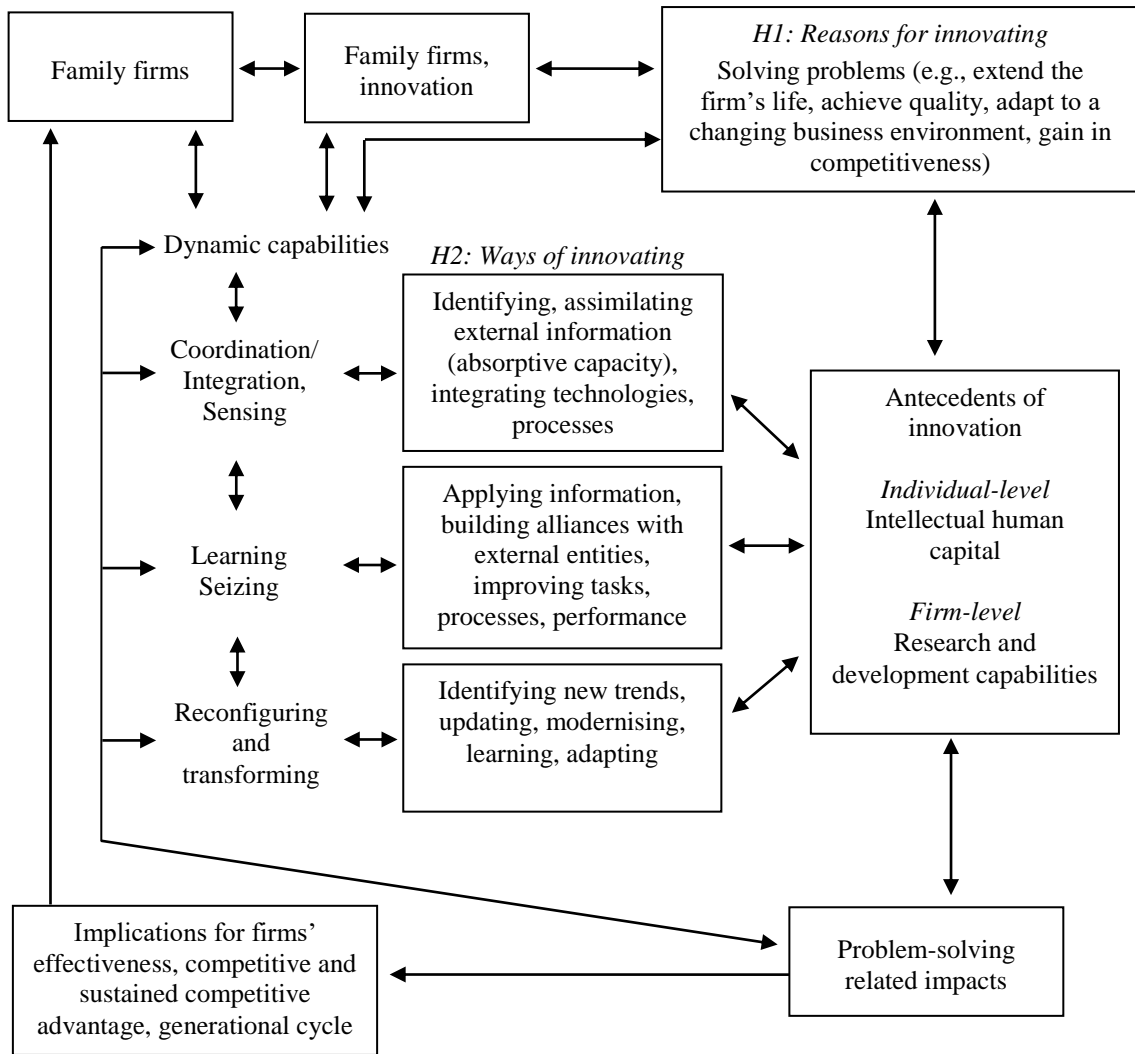 Family firms
Family firms,
innovation
H1: Reasons for innovating
Solving problems (e.g., extend the
firm’s life, achieve quality, adapt to a
changing business environment, gain in
competitiveness)
Dynamic capabilities
H2: Ways of innovating
Coordination/
Integration,
Sensing
Identifying, assimilating
external information
(absorptive capacity),
integrating technologies,
processes
Learning
Seizing
Applying information,
building alliances with
external entities,
improving tasks,
processes, performance
Reconfiguring
and
transforming
Identifying new trends,
updating, modernising,
learning, adapting
Antecedents of
innovation
Individual-level
Intellectual human
capital
Firm-level
Research and
development capabilities
Implications for firms’
effectiveness, competitive and
sustained competitive
advantage, generational cycle
Problem-solving
related impacts